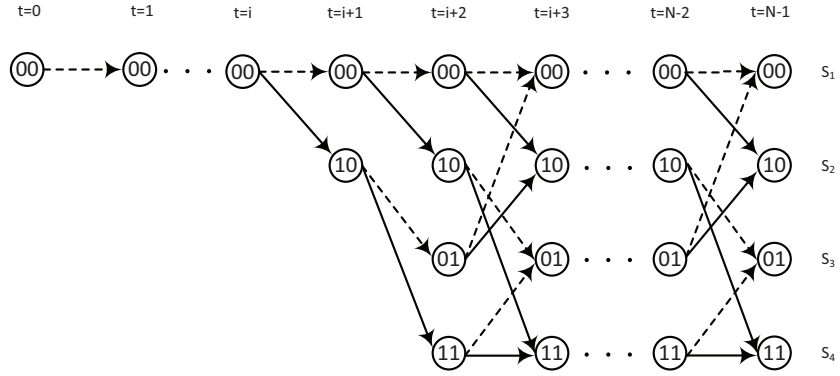 t=0 t=1 t=i t=i+1 t=i+2 t=i+3 t=N-2 t=N-1
00 00 . . . 00 00 00 00 . . . 00 00 S₁
10 10 10 . . . 10 10 S₂
01 01 . . . 01 01 S₃
11 11 . . . 11 11 S₄